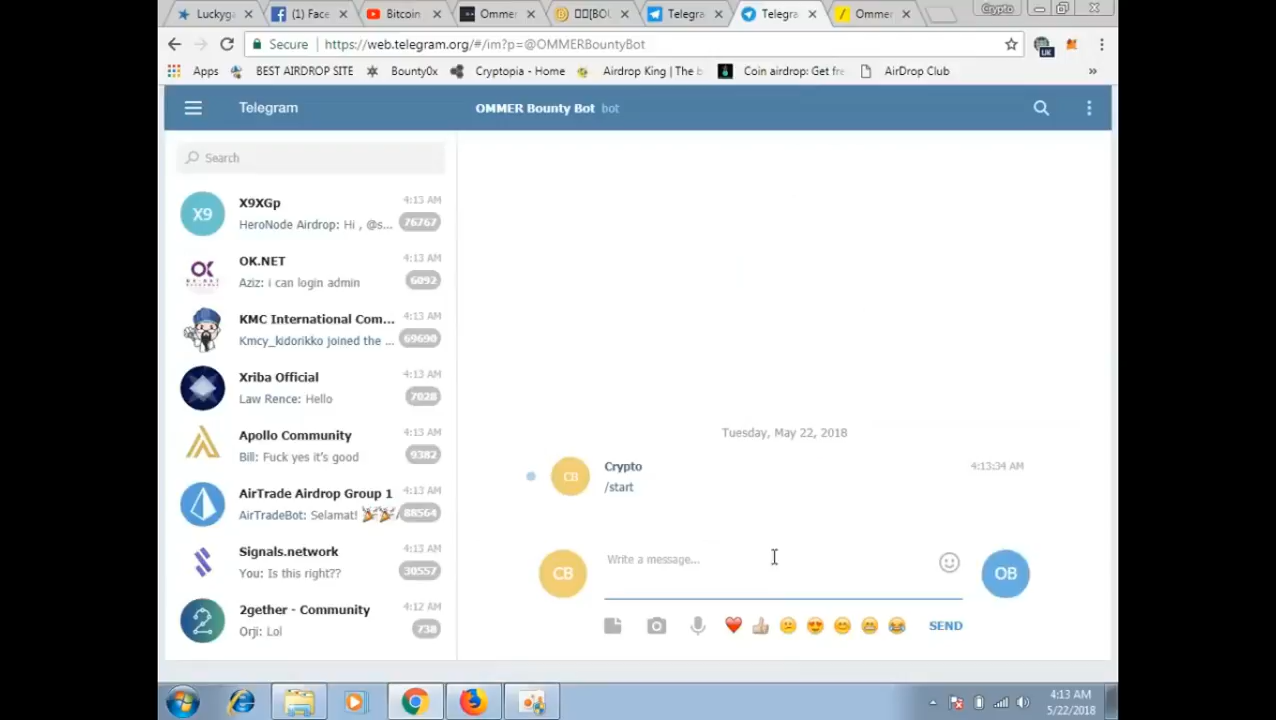 Luckyga
(1) Face
Bitcoin
Ommer
[BOU
Telegra
Telegra
Ommer
Crypto
Secure
https://web.telegram.org/#/im?p=@OMMERBountyBot
UK
Apps
BEST AIRDROP SITE
Bounty0x
Cryptopia - Home
Airdrop King | The b
Coin airdrop: Get fre
AirDrop Club
»
Telegram
OMMER Bounty Bot bot
Search
X9
X9XGp
4:13 AM
HeroNode Airdrop: Hi , @s...
76767
OK
OK.NET
4:13 AM
Aziz: i can login admin
6092
KMC International Com...
4:13 AM
Kmcy_kidorikko joined the ...
69690
Xriba Official
4:13 AM
Law Rence: Hello
7028
Apollo Community
4:13 AM
Bill: Fuck yes it's good
9382
AirTrade Airdrop Group 1
4:13 AM
AirTradeBot: Selamat! 🎉🎉
88564
Signals.network
4:13 AM
You: Is this right??
30557
2gether - Community
4:12 AM
Orji: Lol
738
Tuesday, May 22, 2018
CB
Crypto
4:13:34 AM
/start
CB
Write a message...
OB
SEND
4:13 AM
5/22/2018